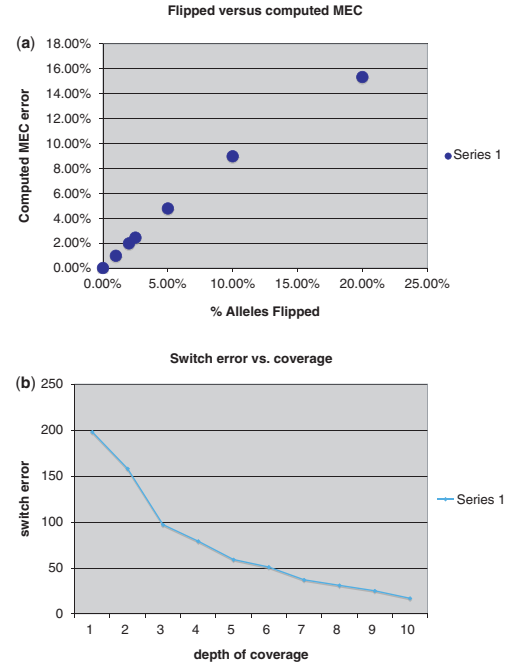 Flipped versus computed MEC
(a)
18.00%
16.00%
14.00%
12.00%
10.00%
8.00%
6.00%
4.00%
2.00%
0.00%
Computed MEC error
Series 1
0.00% 5.00% 10.00% 15.00% 20.00% 25.00%
% Alleles Flipped
Switch error vs. coverage
(b)
250
200
150
100
50
0
switch error
Series 1
1 2 3 4 5 6 7 8 9 10
depth of coverage